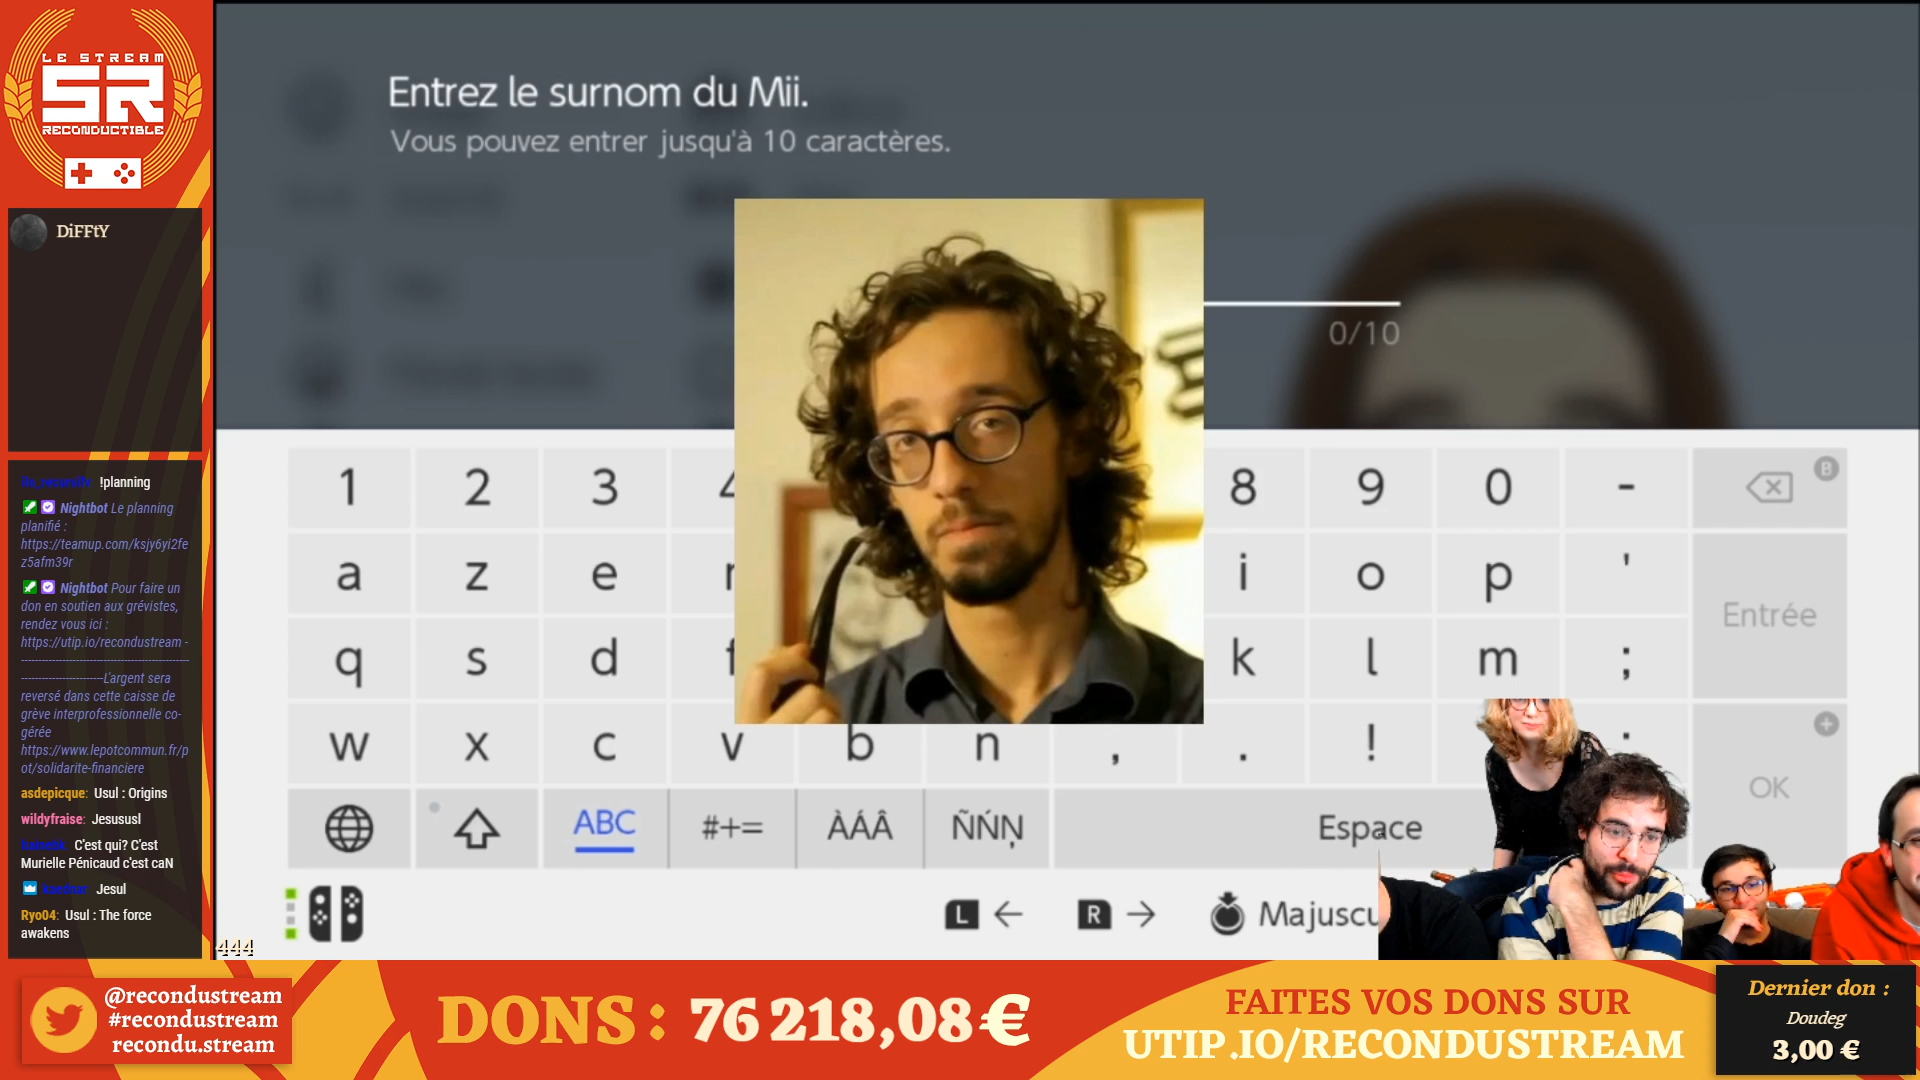 LE STREAM
SR
RECONDUCTIBLE
DiFFtY
!planning
Nightbot Le planning
planifié :
https://teamup.com/ksjy6yi2fe
z5afm39r
Nightbot Pour faire un
don en soutien aux grévistes,
rendez vous ici :
https://utip.io/recondustream -
L'argent sera
reversé dans cette caisse de
grève interprofessionnelle co-
gérée
https://www.lepotcommun.fr/p
ot/solidarite-financiere
asdepicque: Usul : Origins
wildyfraise: Jesususl
C'est qui? C'est
Murielle Pénicaud c'est caN
Jesul
Ryo04: Usul : The force
awakens
Entrez le surnom du Mii.
Vous pouvez entrer jusqu'à 10 caractères.
0/10
1 2 3 4 8 9 0 - B
a z e r i o p '
Entrée
q s d f k l m ;
w x c v b n , . ! :
OK
ABC #+= ÀÁÂ ÑŃŅ Espace
L ← R → Majuscu
444
@recondustream
#recondustream
recondu.stream
DONS : 76 218,08 €
FAITES VOS DONS SUR
UTIP.IO/RECONDUSTREAM
Dernier don :
Doudeg
3,00 €